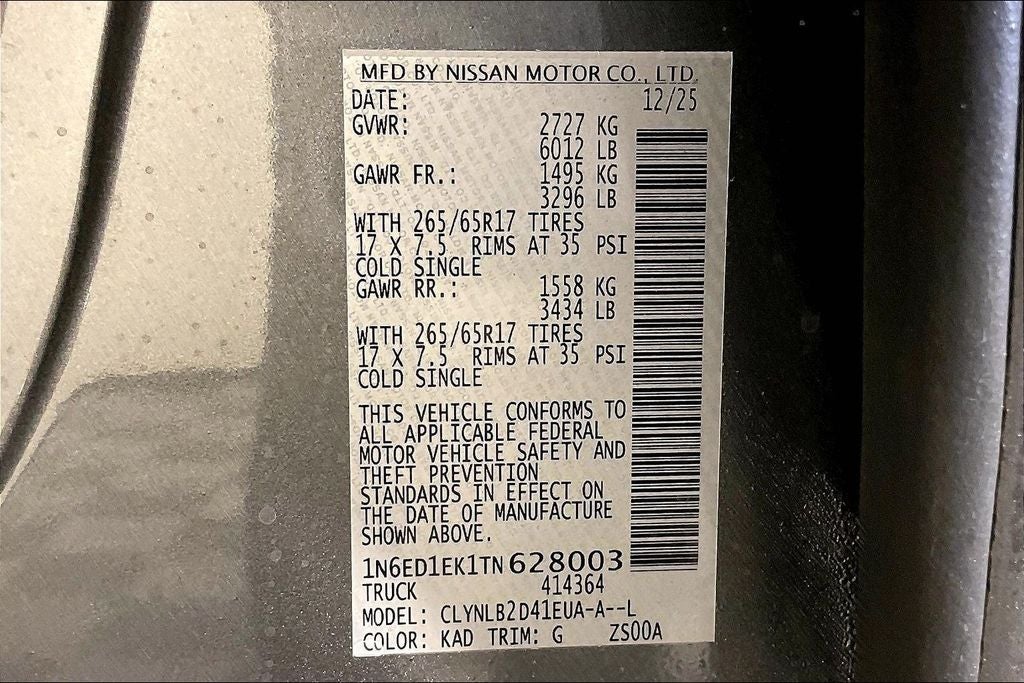 MFD BY NISSAN MOTOR CO., LTD.
DATE: 12/25
GVWR: 2727 KG
6012 LB
GAWR FR.: 1495 KG
3296 LB
WITH 265/65R17 TIRES
17 X 7.5 RIMS AT 35 PSI
COLD SINGLE
GAWR RR.: 1558 KG
3434 LB
WITH 265/65R17 TIRES
17 X 7.5 RIMS AT 35 PSI
COLD SINGLE
THIS VEHICLE CONFORMS TO
ALL APPLICABLE FEDERAL
MOTOR VEHICLE SAFETY AND
THEFT PREVENTION
STANDARDS IN EFFECT ON
THE DATE OF MANUFACTURE
SHOWN ABOVE.
1N6ED1EK1TN628003
TRUCK 414364
MODEL: CLYNLB2D41EUA-A--L
COLOR: KAD TRIM: G ZS00A